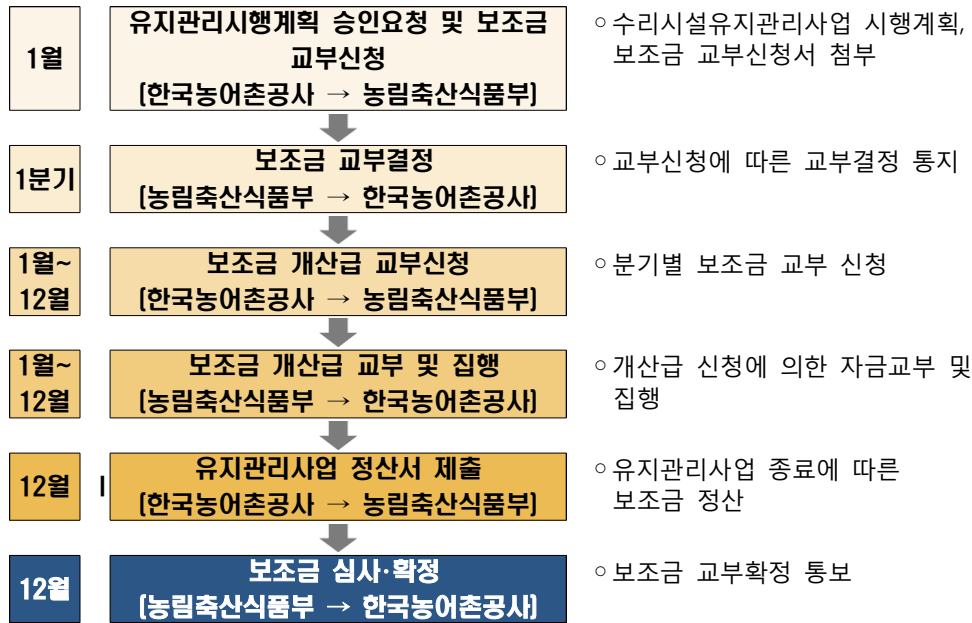 1월
유지관리시행계획 승인요청 및 보조금
교부신청
(한국농어촌공사 → 농림축산식품부)
○ 수리시설유지관리사업 시행계획,
보조금 교부신청서 첨부
1분기
보조금 교부결정
(농림축산식품부 → 한국농어촌공사)
○ 교부신청에 따른 교부결정 통지
1월~
12월
보조금 개산급 교부신청
(한국농어촌공사 → 농림축산식품부)
○ 분기별 보조금 교부 신청
1월~
12월
보조금 개산급 교부 및 집행
(농림축산식품부 → 한국농어촌공사)
○ 개산급 신청에 의한 자금교부 및
집행
12월
유지관리사업 정산서 제출
(한국농어촌공사 → 농림축산식품부)
○ 유지관리사업 종료에 따른
보조금 정산
12월
보조금 심사·확정
(농림축산식품부 → 한국농어촌공사)
○ 보조금 교부확정 통보